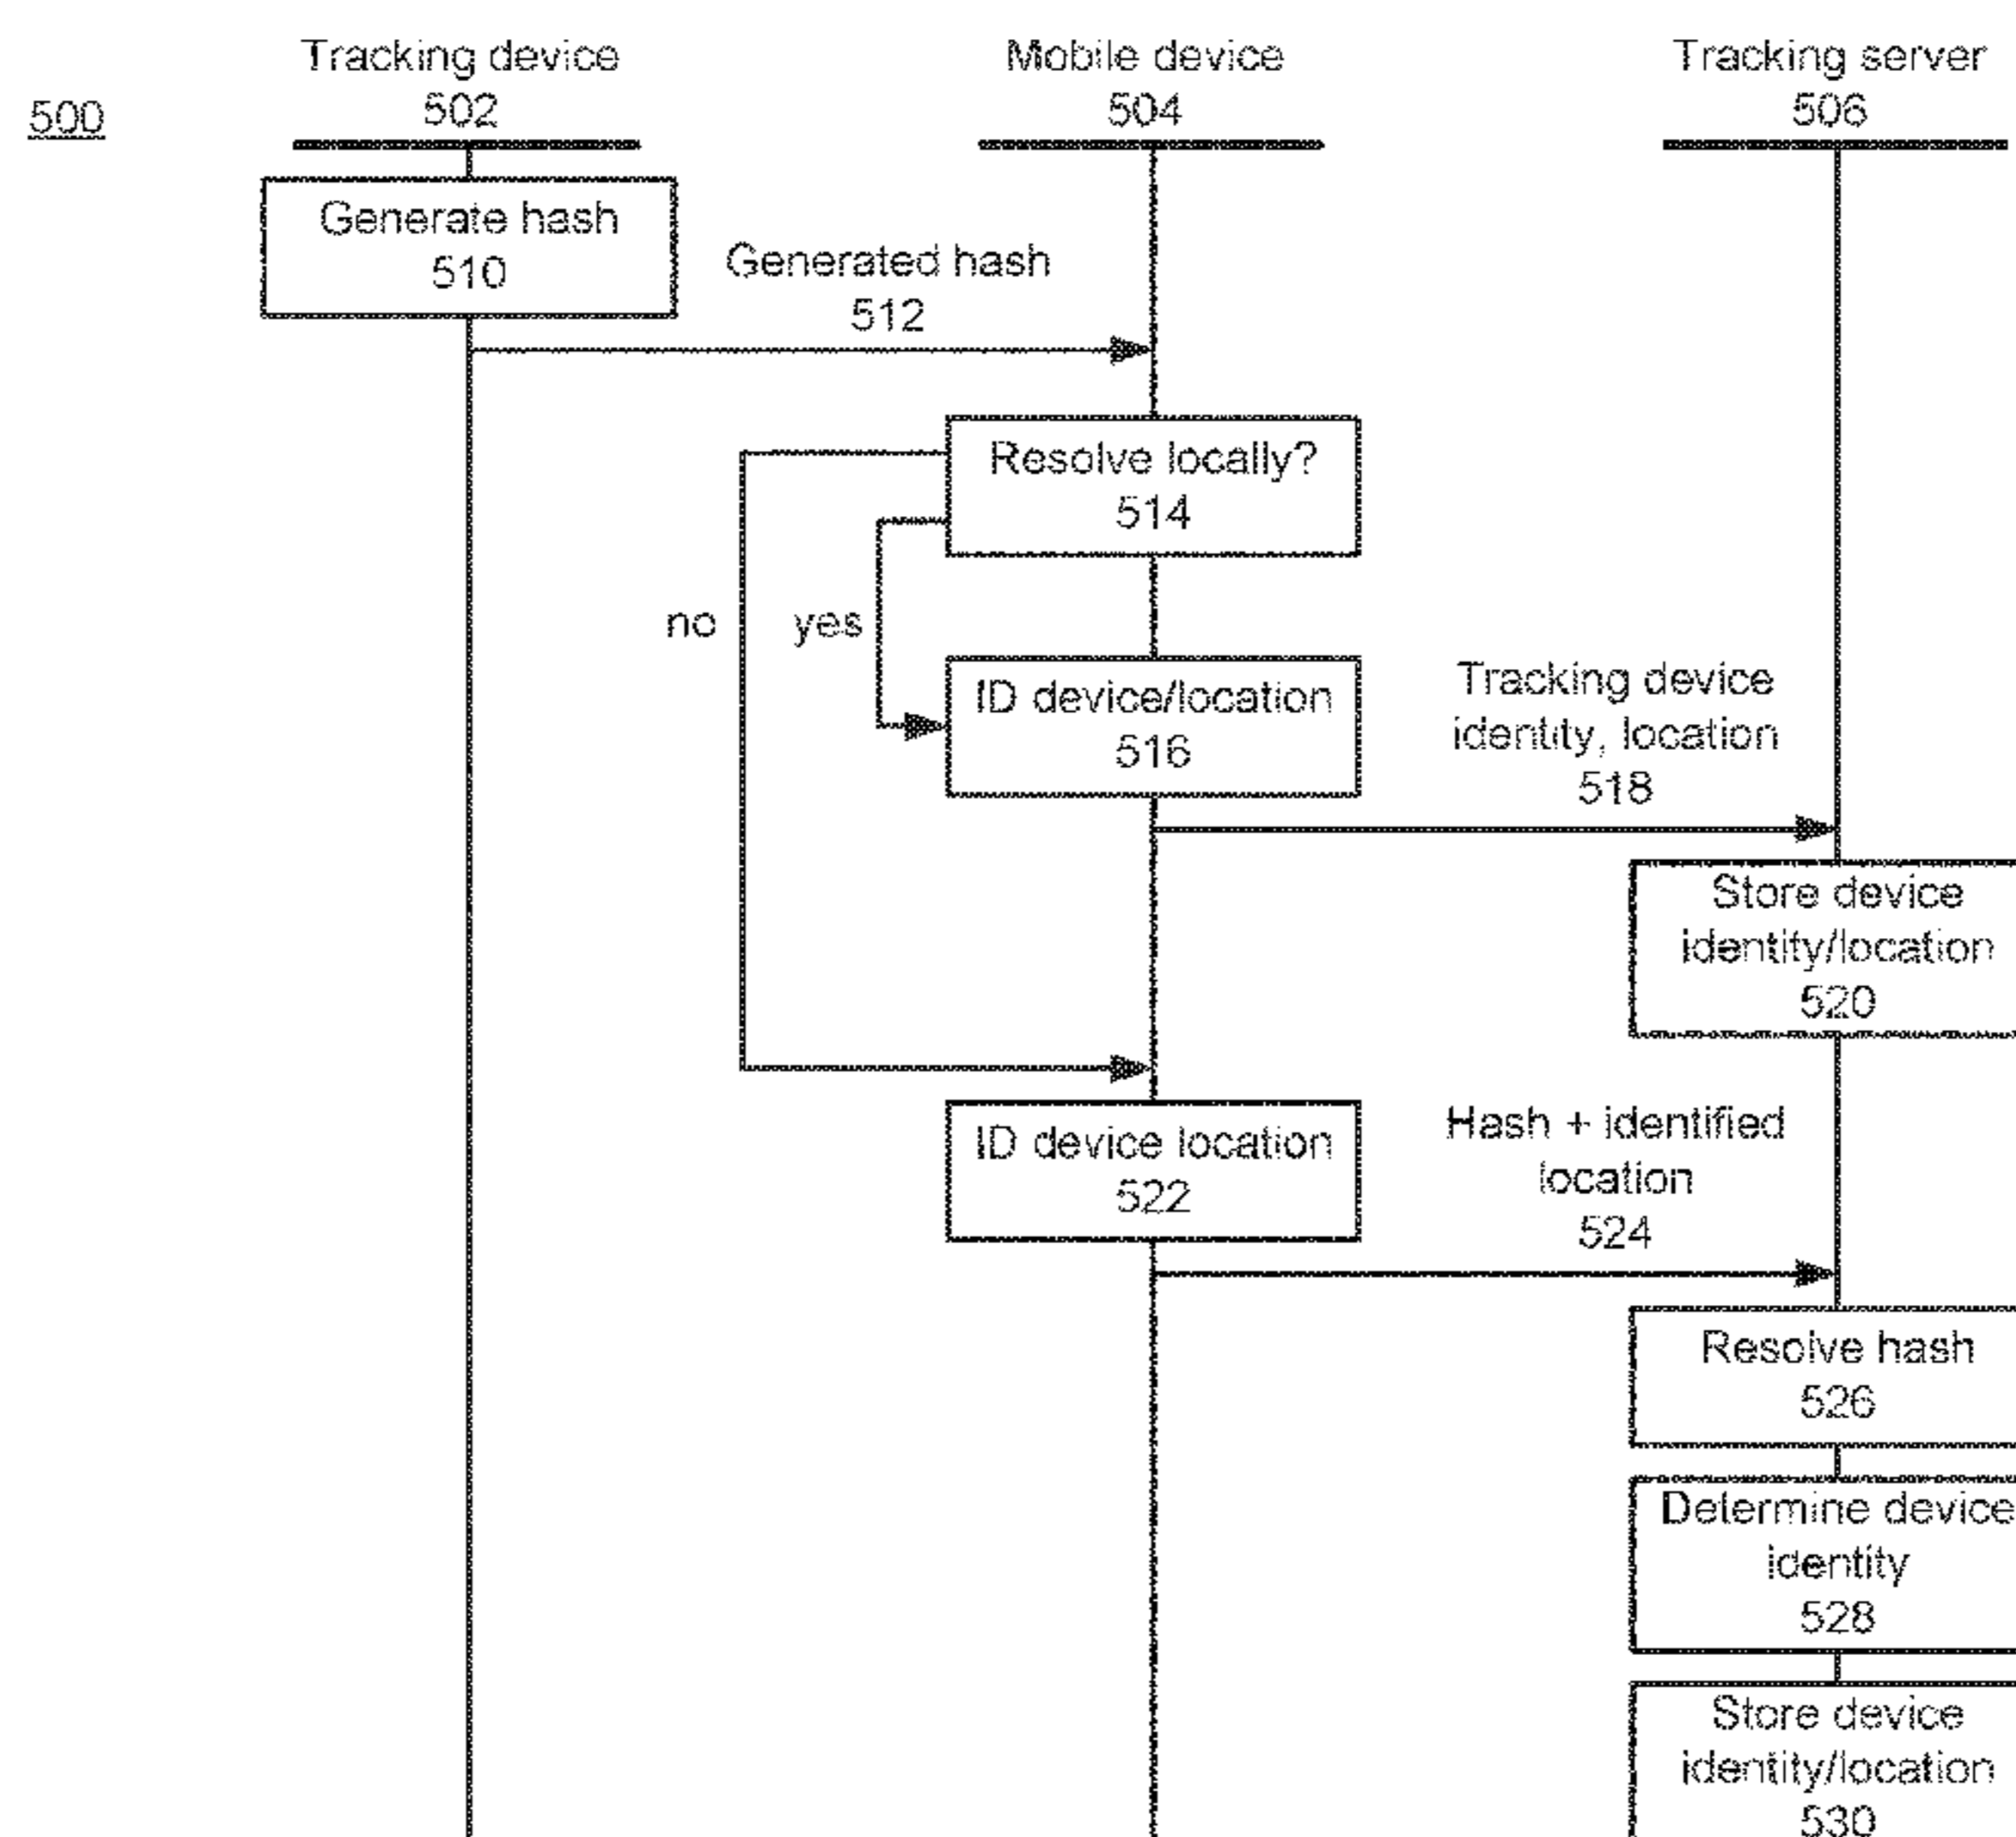 500
Tracking device
502
Mobile device
504
Tracking server
506
Generate hash
510
Generated hash
512
Resolve locally?
514
no
yes
ID device/location
516
Tracking device
identity, location
518
Store device
identity/location
520
ID device location
522
Hash + identified
location
524
Resolve hash
526
Determine device
identity
528
Store device
identity/location
530